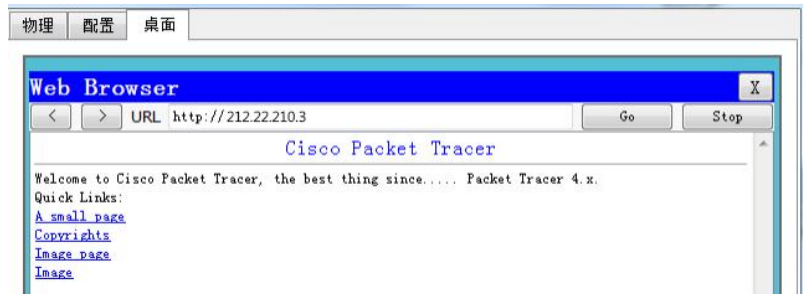 物理 配置 桌面
Web Browser X
< > URL http://212.22.210.3 Go Stop
Cisco Packet Tracer
Welcome to Cisco Packet Tracer, the best thing since..... Packet Tracer 4.x.
Quick Links:
A small page
Copyrights
Image page
Image